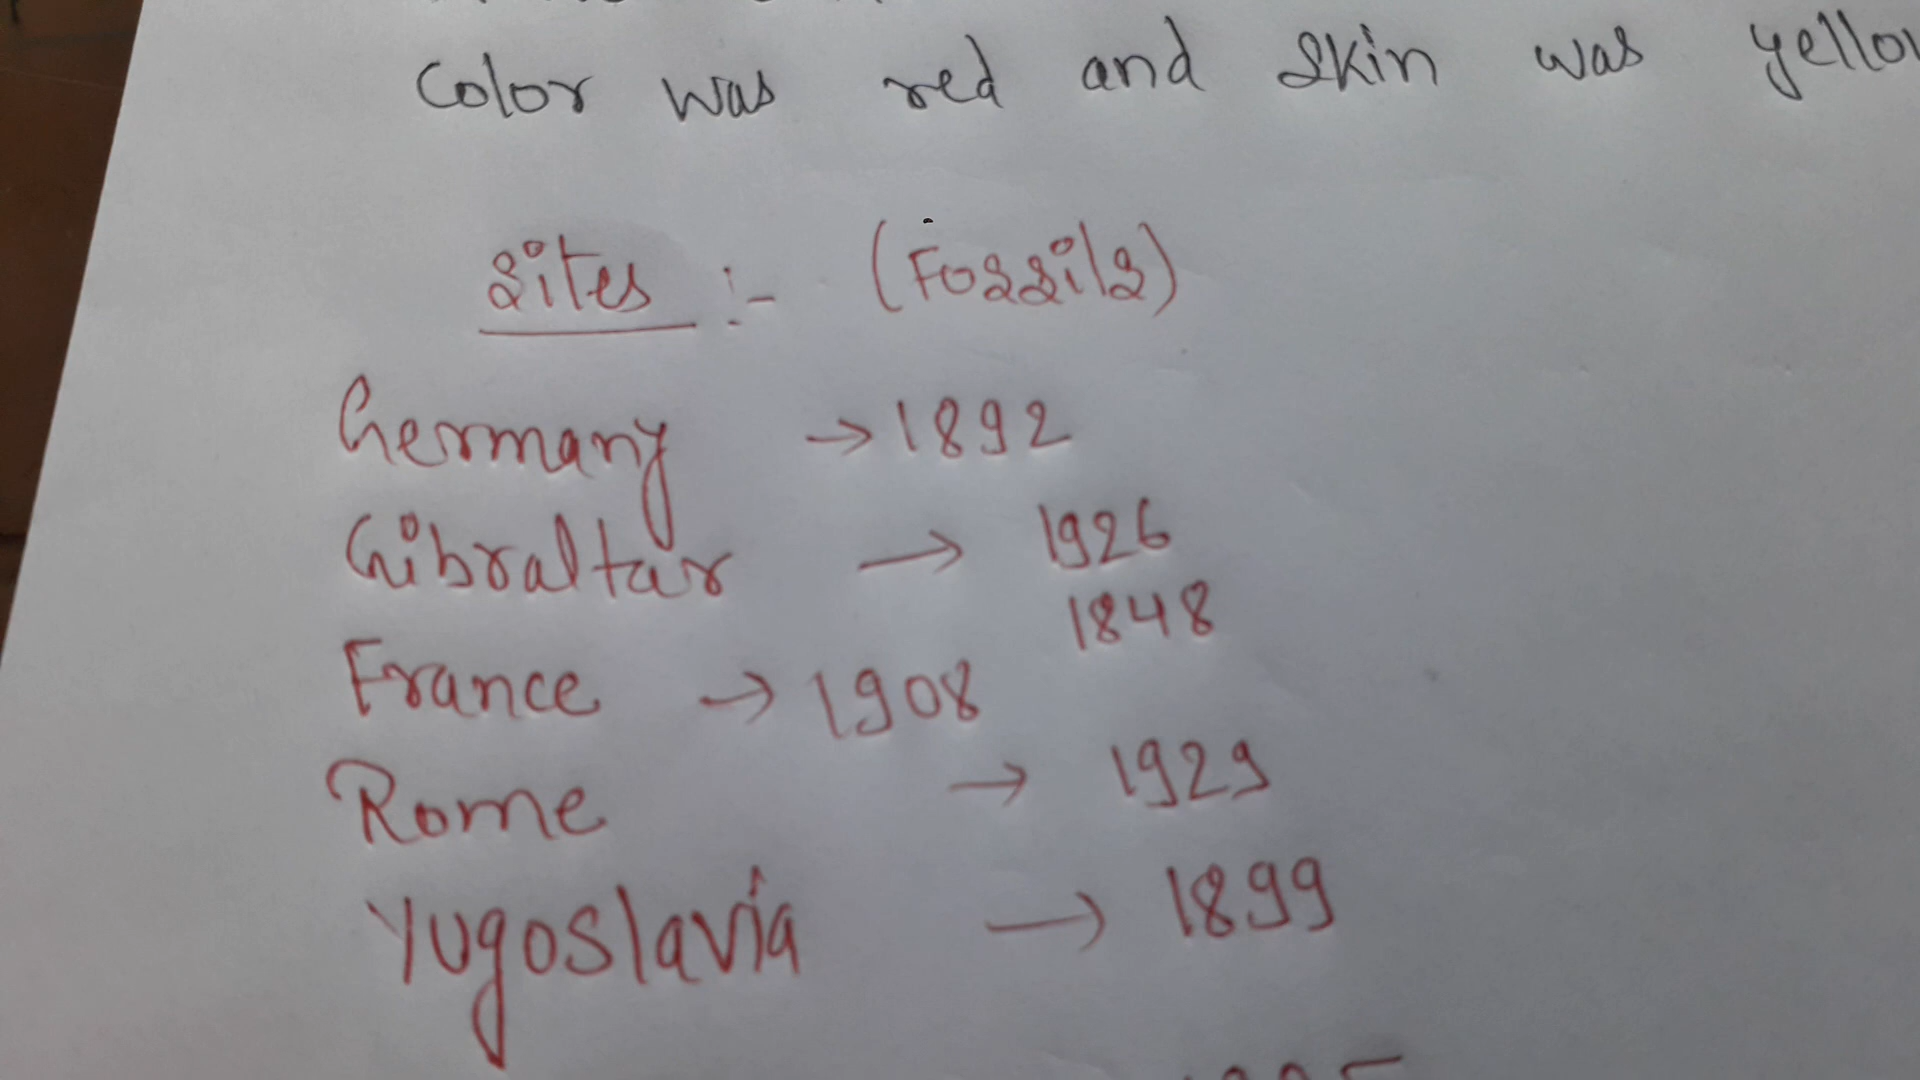 Color was red and skin was yellow
Sites :- (Fossils)
Germany → 1892
Gibraltar → 1926
1848
France → 1908
Rome → 1929
Yugoslavia → 1899